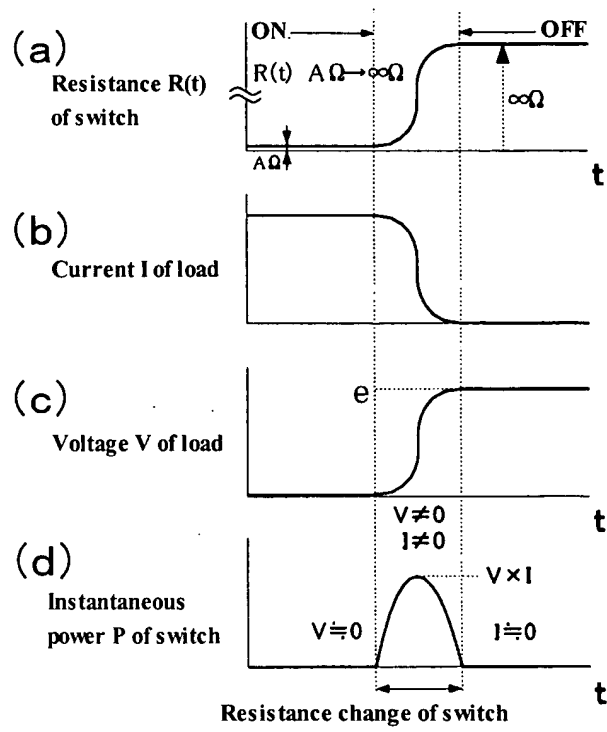 (a)
Resistance R(t)
of switch
ON
OFF
R(t) AΩ→∞Ω
∞Ω
AΩ
t
(b)
Current I of load
(c)
Voltage V of load
e
V≠0
I≠0
t
(d)
Instantaneous
power P of switch
V≒0
V×I
I≒0
t
Resistance change of switch